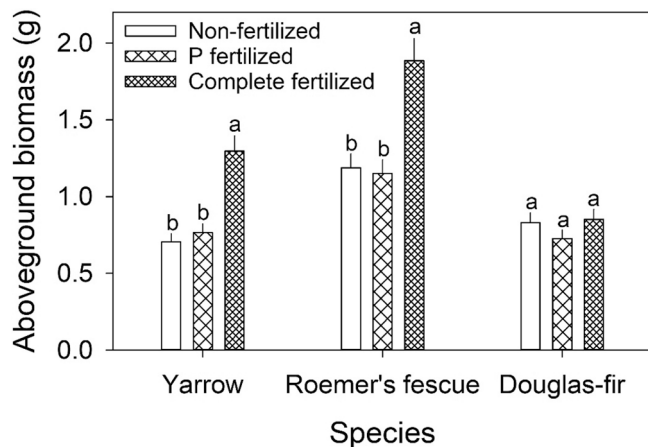 Aboveground biomass (g)
2.0
1.5
1.0
0.5
0.0
Non-fertilized
P fertilized
Complete fertilized
b
b
a
b
b
a
a
a
a
Yarrow
Roemer's fescue
Douglas-fir
Species